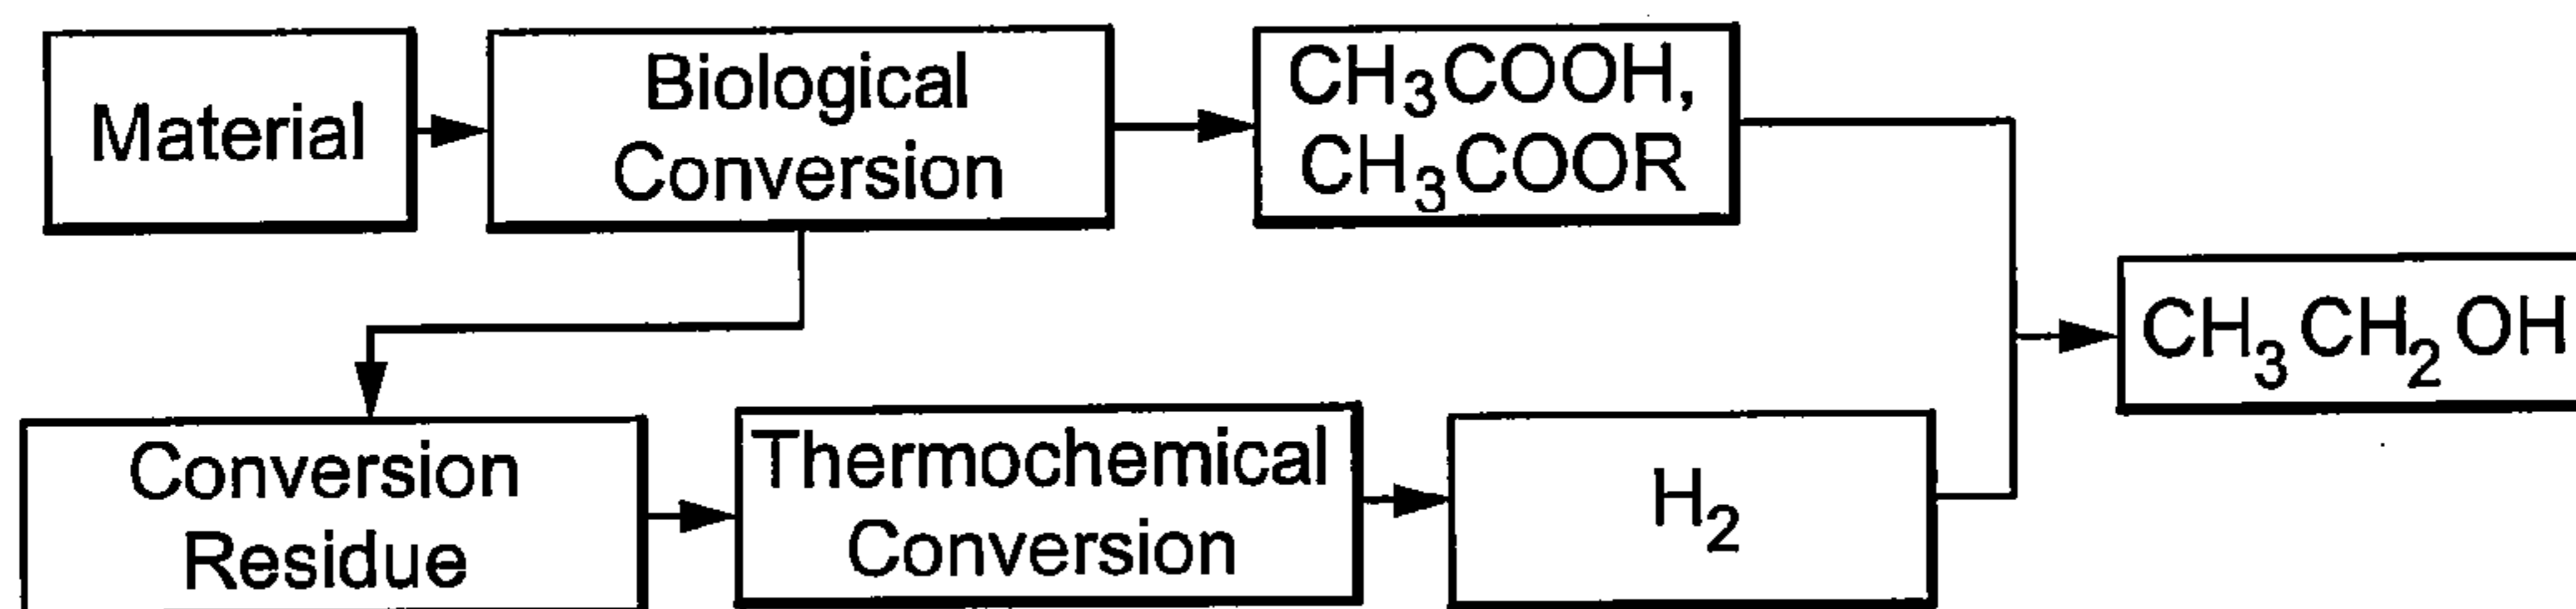 Material
Biological
Conversion
CH₃COOH,
CH₃COOR
CH₃CH₂OH
Conversion
Residue
Thermochemical
Conversion
H₂